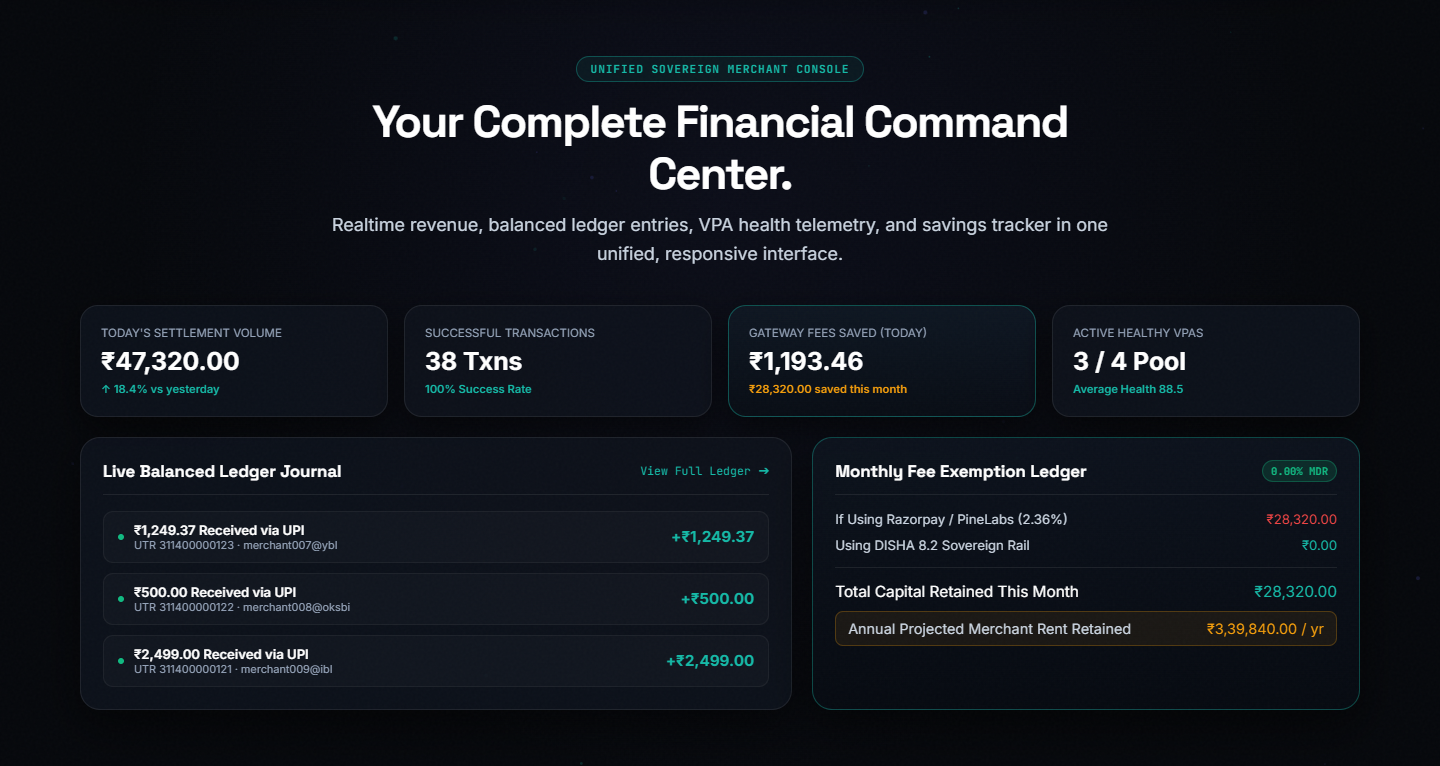 UNIFIED SOVEREIGN MERCHANT CONSOLE
Your Complete Financial Command
Center.
Realtime revenue, balanced ledger entries, VPA health telemetry, and savings tracker in one
unified, responsive interface.
TODAY'S SETTLEMENT VOLUME
₹47,320.00
↑ 18.4% vs yesterday
SUCCESSFUL TRANSACTIONS
38 Txns
100% Success Rate
GATEWAY FEES SAVED (TODAY)
₹1,193.46
₹28,320.00 saved this month
ACTIVE HEALTHY VPAS
3 / 4 Pool
Average Health 88.5
Live Balanced Ledger Journal
View Full Ledger →
₹1,249.37 Received via UPI
UTR 311400000123 · merchant007@ybl
+₹1,249.37
₹500.00 Received via UPI
UTR 311400000122 · merchant008@oksbi
+₹500.00
₹2,499.00 Received via UPI
UTR 311400000121 · merchant009@ibl
+₹2,499.00
Monthly Fee Exemption Ledger
0.00% MDR
If Using Razorpay / PineLabs (2.36%)
₹28,320.00
Using DISHA 8.2 Sovereign Rail
₹0.00
Total Capital Retained This Month
₹28,320.00
Annual Projected Merchant Rent Retained
₹3,39,840.00 / yr